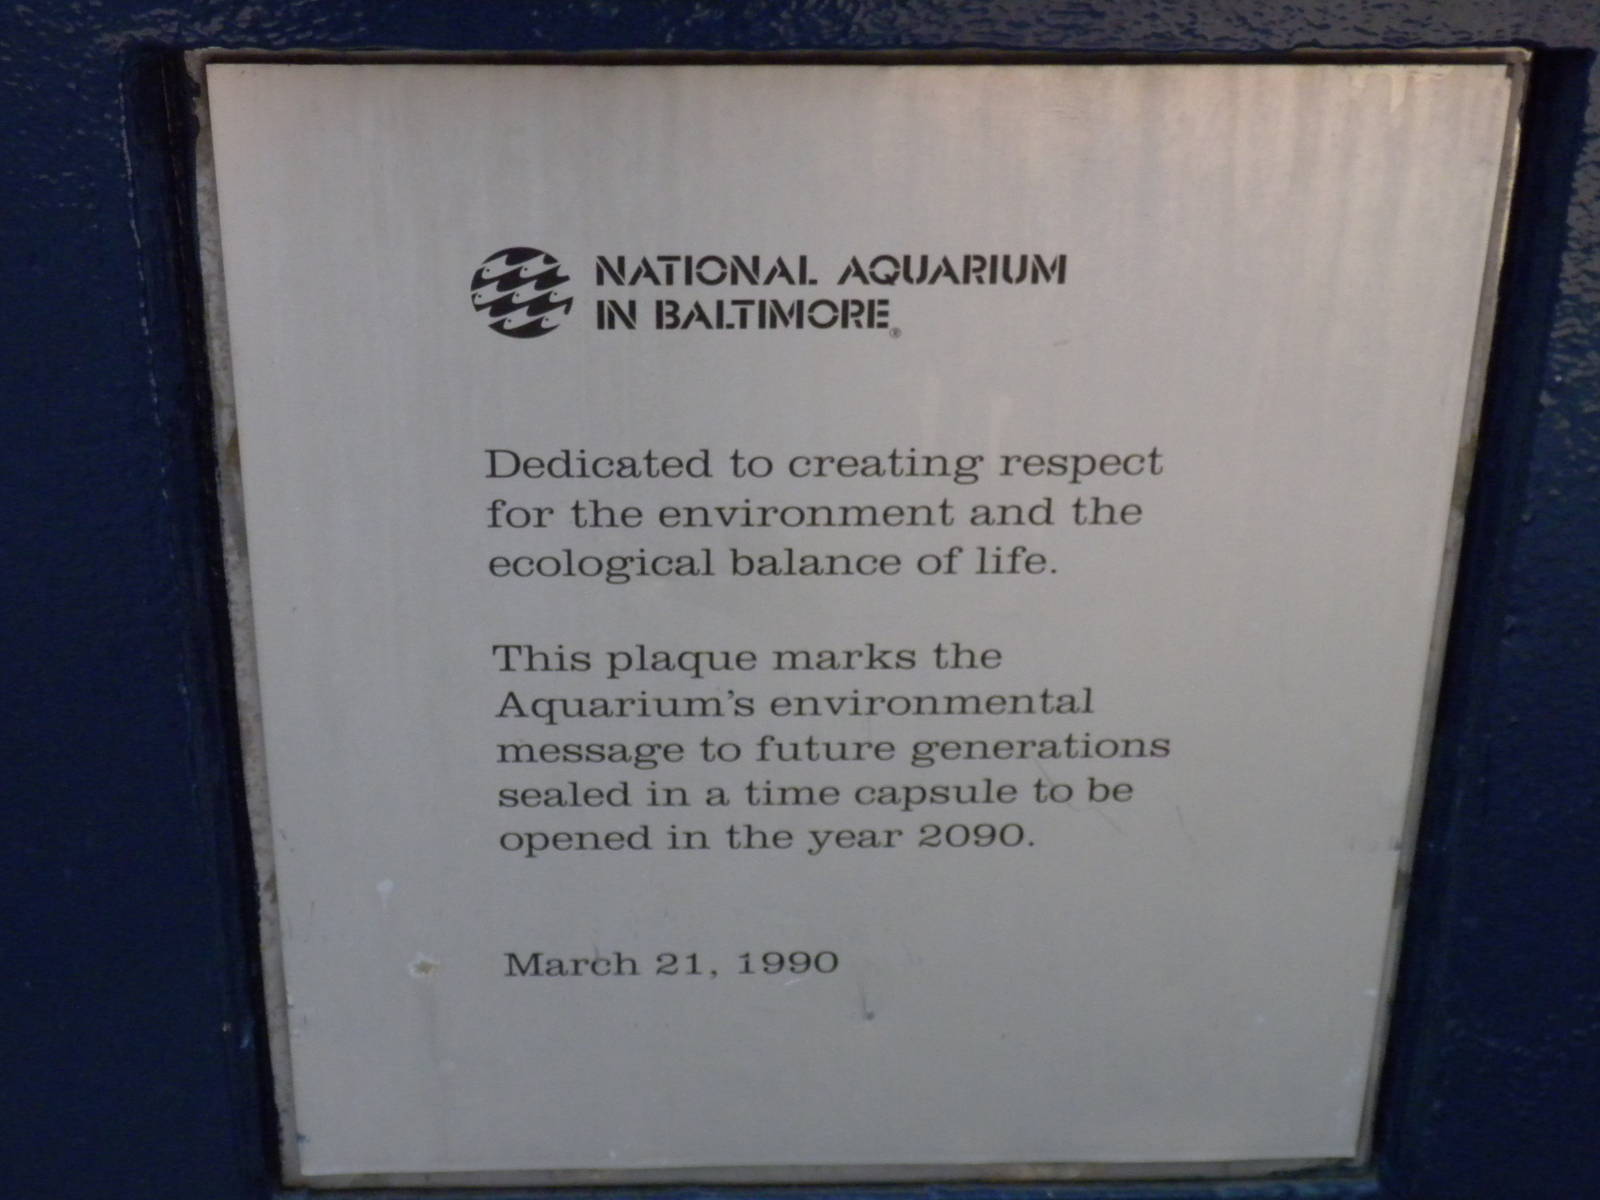 NATIONAL AQUARIUM
IN BALTIMORE®
Dedicated to creating respect
for the environment and the
ecological balance of life.
This plaque marks the
Aquarium's environmental
message to future generations
sealed in a time capsule to be
opened in the year 2090.
March 21, 1990